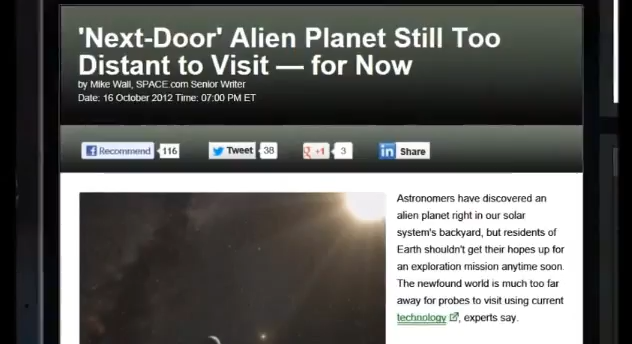 'Next-Door' Alien Planet Still Too
Distant to Visit — for Now
by Mike Wall, SPACE.com Senior Writer
Date: 16 October 2012 Time: 07:00 PM ET
f Recommend 116 Tweet 38 g +1 3 in Share
Astronomers have discovered an
alien planet right in our solar
system's backyard, but residents of
Earth shouldn't get their hopes up for
an exploration mission anytime soon.
The newfound world is much too far
away for probes to visit using current
technology, experts say.